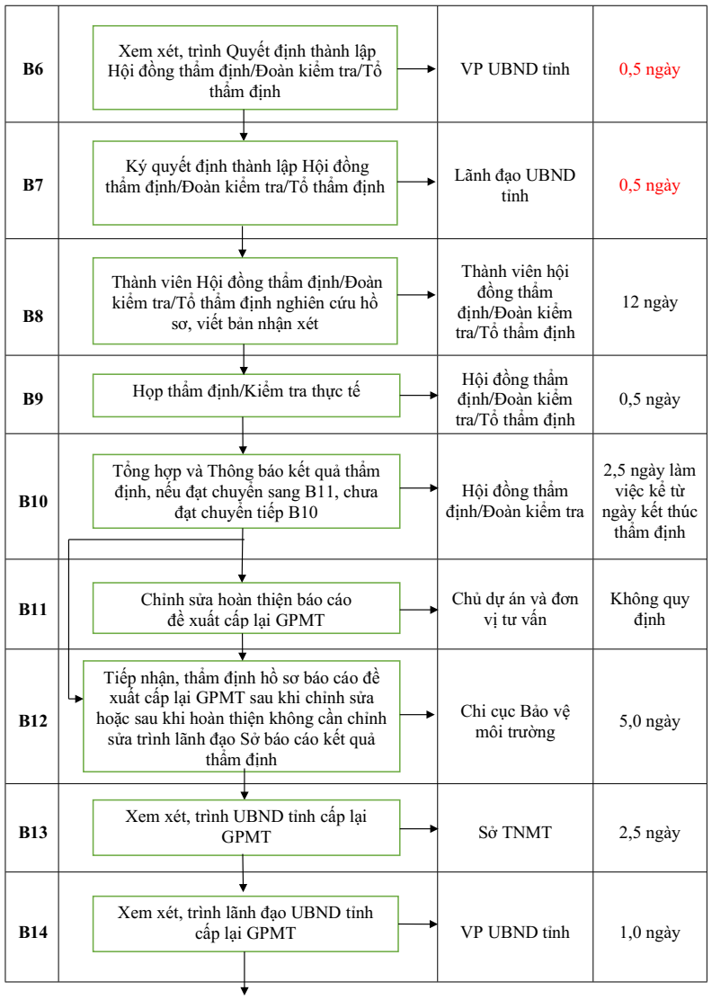 B6
Xem xét, trình Quyết định thành lập
Hội đồng thẩm định/Đoàn kiểm tra/Tổ
thẩm định
VP UBND tỉnh
0,5 ngày
B7
Ký quyết định thành lập Hội đồng
thẩm định/Đoàn kiểm tra/Tổ thẩm định
Lãnh đạo UBND
tỉnh
0,5 ngày
B8
Thành viên Hội đồng thẩm định/Đoàn
kiểm tra/Tổ thẩm định nghiên cứu hồ
sơ, viết bản nhận xét
Thành viên hội
đồng thẩm
định/Đoàn kiểm
tra/Tổ thẩm định
12 ngày
B9
Họp thẩm định/Kiểm tra thực tế
Hội đồng thẩm
định/Đoàn kiểm
tra/Tổ thẩm định
0,5 ngày
B10
Tổng hợp và Thông báo kết quả thẩm
định, nếu đạt chuyển sang B11, chưa
đạt chuyển tiếp B10
Hội đồng thẩm
định/Đoàn kiểm tra
2,5 ngày làm
việc kể từ
ngày kết thúc
thẩm định
B11
Chỉnh sửa hoàn thiện báo cáo
đề xuất cấp lại GPMT
Chủ dự án và đơn
vị tư vấn
Không quy
định
B12
Tiếp nhận, thẩm định hồ sơ báo cáo đề
xuất cấp lại GPMT sau khi chỉnh sửa
hoặc sau khi hoàn thiện không cần chỉnh
sửa trình lãnh đạo Sở báo cáo kết quả
thẩm định
Chi cục Bảo vệ
môi trường
5,0 ngày
B13
Xem xét, trình UBND tỉnh cấp lại
GPMT
Sở TNMT
2,5 ngày
B14
Xem xét, trình lãnh đạo UBND tỉnh
cấp lại GPMT
VP UBND tỉnh
1,0 ngày